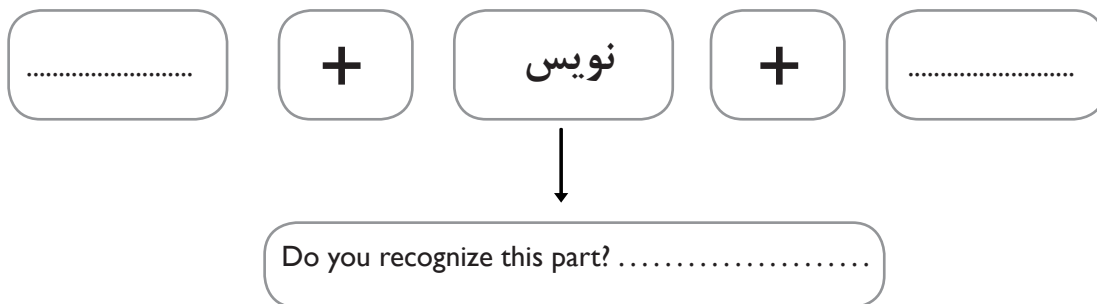 .......................... + نویس + ..........................
Do you recognize this part? ......................